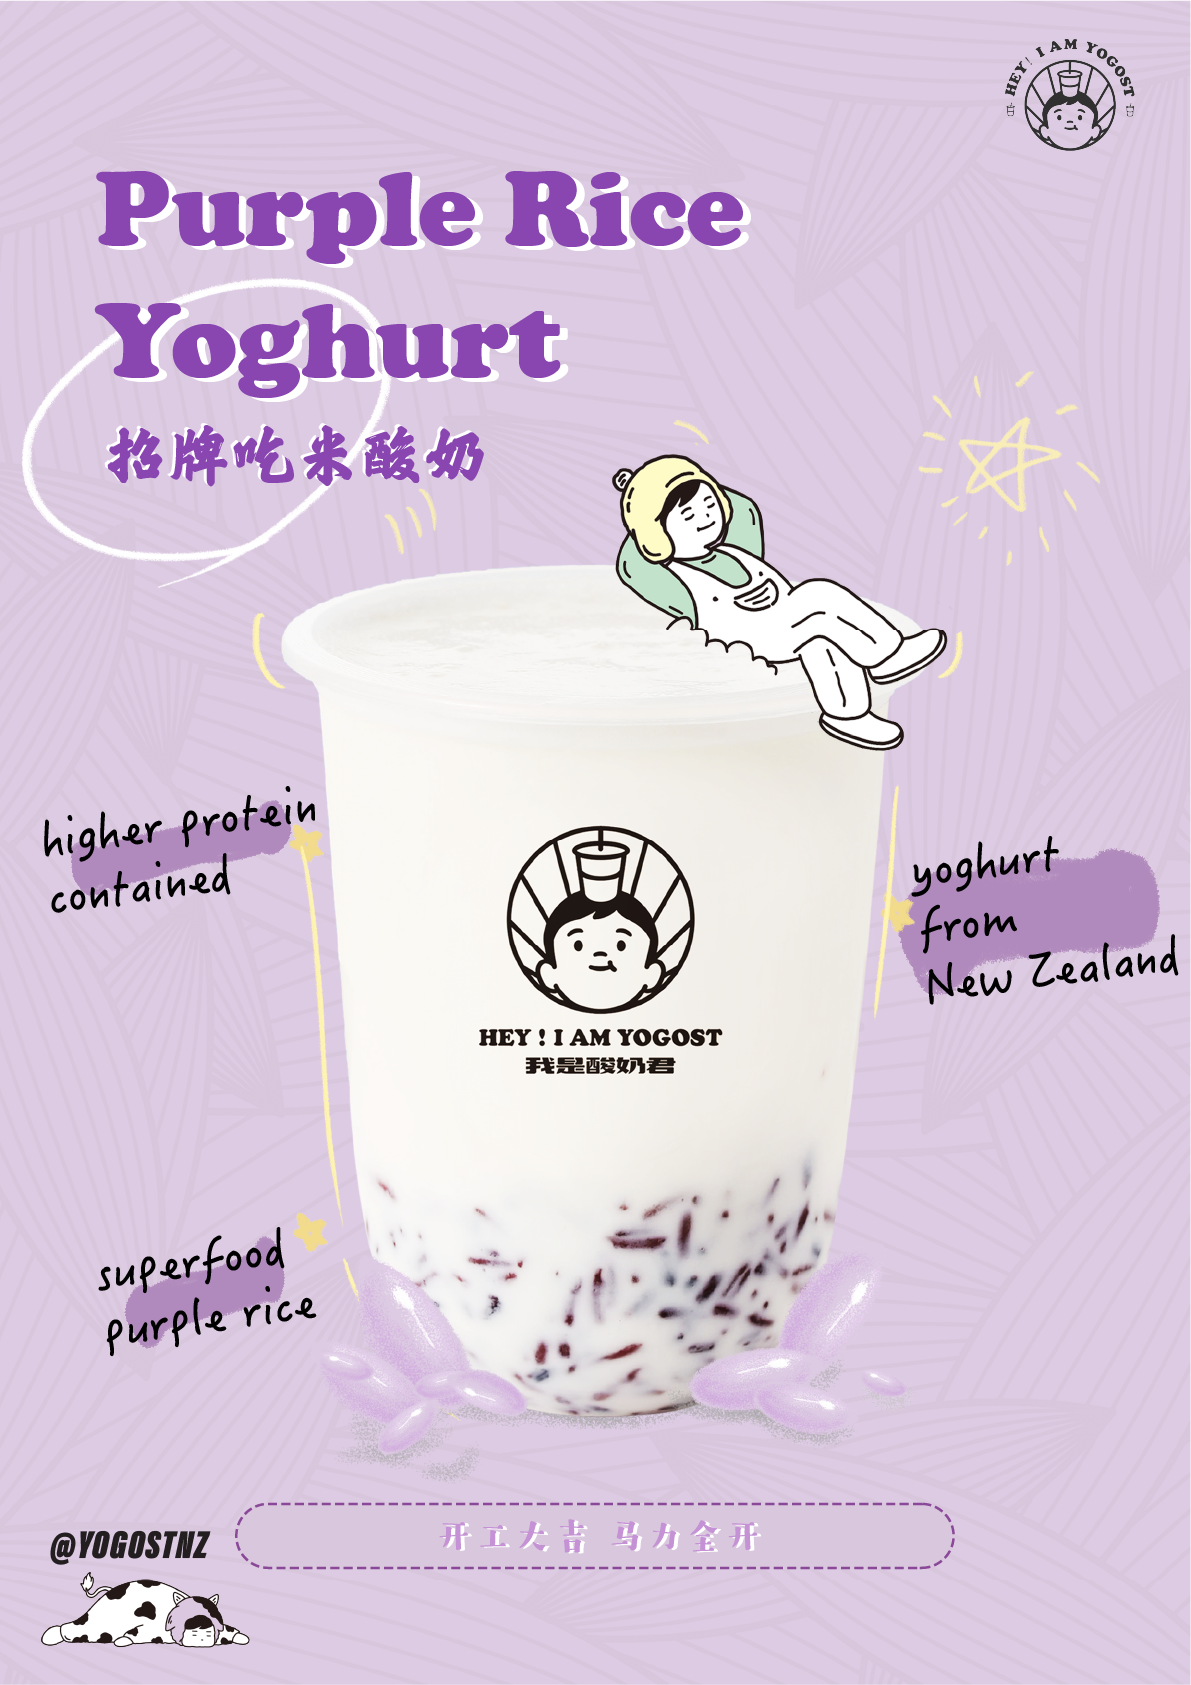 HEY! I AM YOGOST
Purple Rice
Yoghurt
招牌吃米酸奶
higher protein
contained
yoghurt
from
New Zealand
HEY ! I AM YOGOST
我是酸奶君
superfood
purple rice
@YOGOSTNZ
开工大吉 马力全开